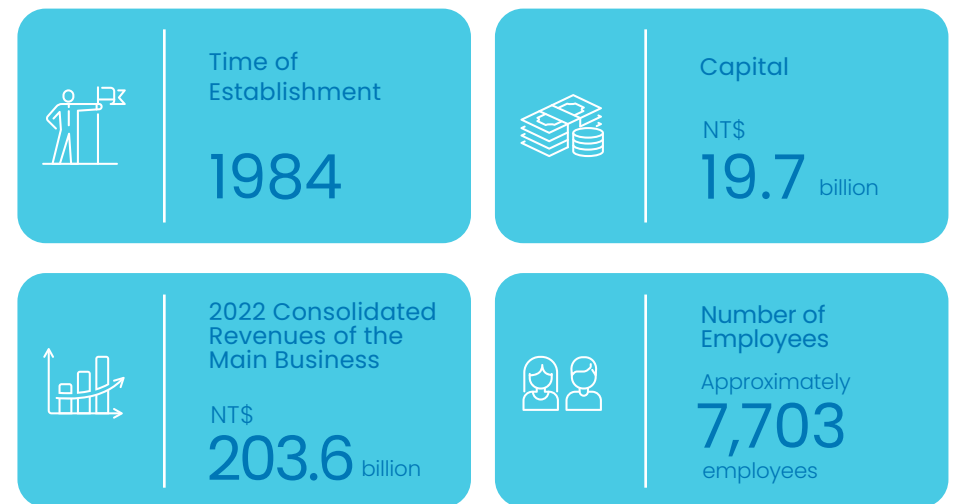 Time of
Establishment
1984
Capital
NT$
19.7 billion
2022 Consolidated
Revenues of the
Main Business
NT$
203.6 billion
Number of
Employees
Approximately
7,703
employees